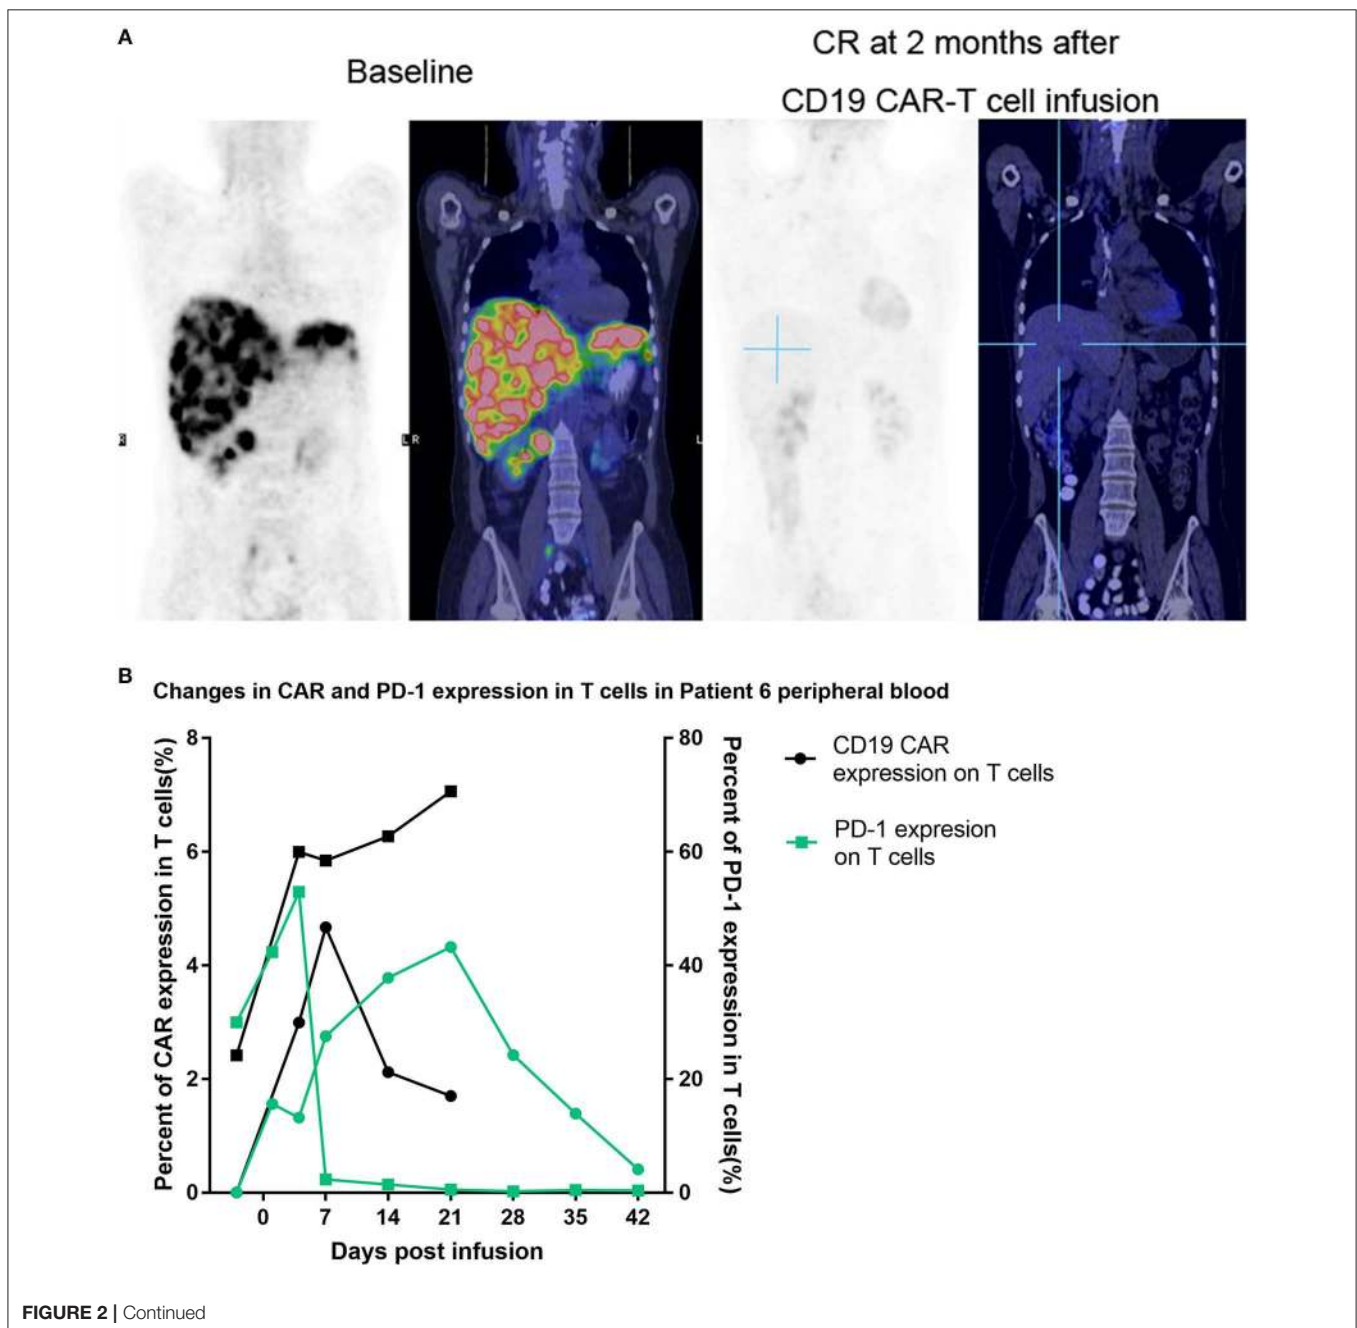 A
Baseline
CR at 2 months after
CD19 CAR-T cell infusion
R
L
R
L
B
Changes in CAR and PD-1 expression in T cells in Patient 6 peripheral blood
Percent of CAR expression in T cells(%)
8
6
4
2
0
80
60
40
20
0
Percent of PD-1 expression in T cells(%)
CD19 CAR
expression on T cells
PD-1 expresion
on T cells
0 7 14 21 28 35 42
Days post infusion
FIGURE 2 | Continued